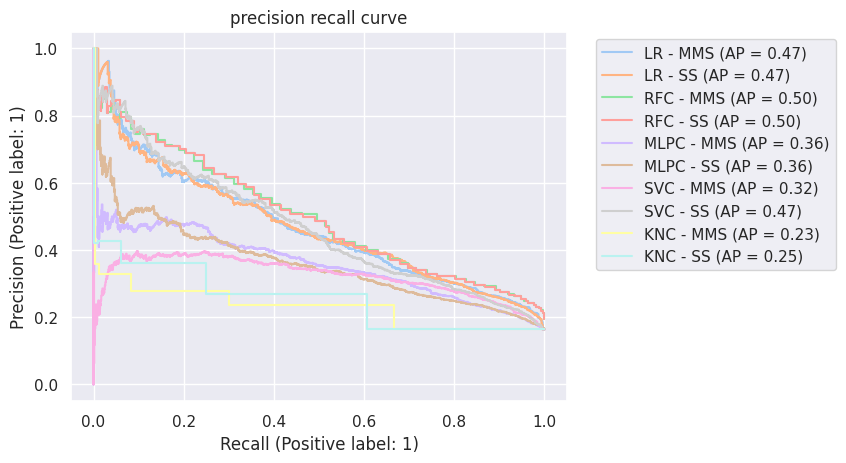 precision recall curve
Precision (Positive label: 1)
1.0
0.8
0.6
0.4
0.2
0.0
0.0 0.2 0.4 0.6 0.8 1.0
Recall (Positive label: 1)
LR - MMS (AP = 0.47)
LR - SS (AP = 0.47)
RFC - MMS (AP = 0.50)
RFC - SS (AP = 0.50)
MLPC - MMS (AP = 0.36)
MLPC - SS (AP = 0.36)
SVC - MMS (AP = 0.32)
SVC - SS (AP = 0.47)
KNC - MMS (AP = 0.23)
KNC - SS (AP = 0.25)